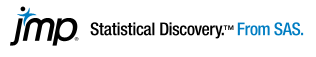 jmp. Statistical Discovery.™ From SAS.